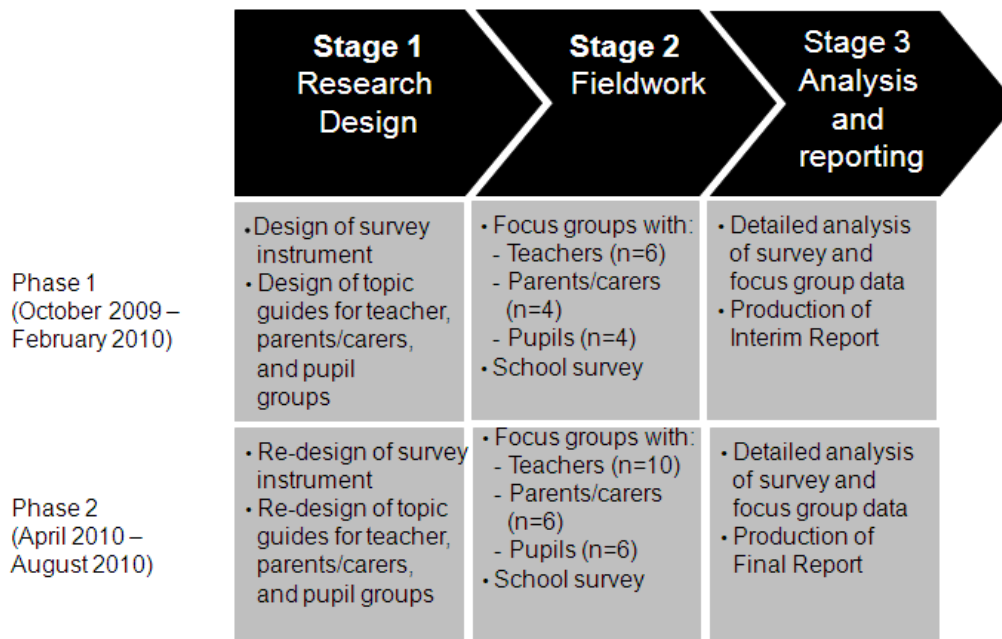 Stage 1
Research
Design
Stage 2
Fieldwork
Stage 3
Analysis
and
reporting
Phase 1
(October 2009 –
February 2010)
•Design of survey
instrument
• Design of topic
guides for teacher,
parents/carers,
and pupil
groups
• Focus groups with:
- Teachers (n=6)
- Parents/carers
(n=4)
- Pupils (n=4)
• School survey
• Detailed analysis
of survey and
focus group data
• Production of
Interim Report
Phase 2
(April 2010 –
August 2010)
• Re-design of survey
instrument
• Re-design of topic
guides for teacher,
parents/carers,
and pupil groups
• Focus groups with:
- Teachers (n=10)
- Parents/carers
(n=6)
- Pupils (n=6)
• School survey
• Detailed analysis
of survey and
focus group data
• Production of
Final Report